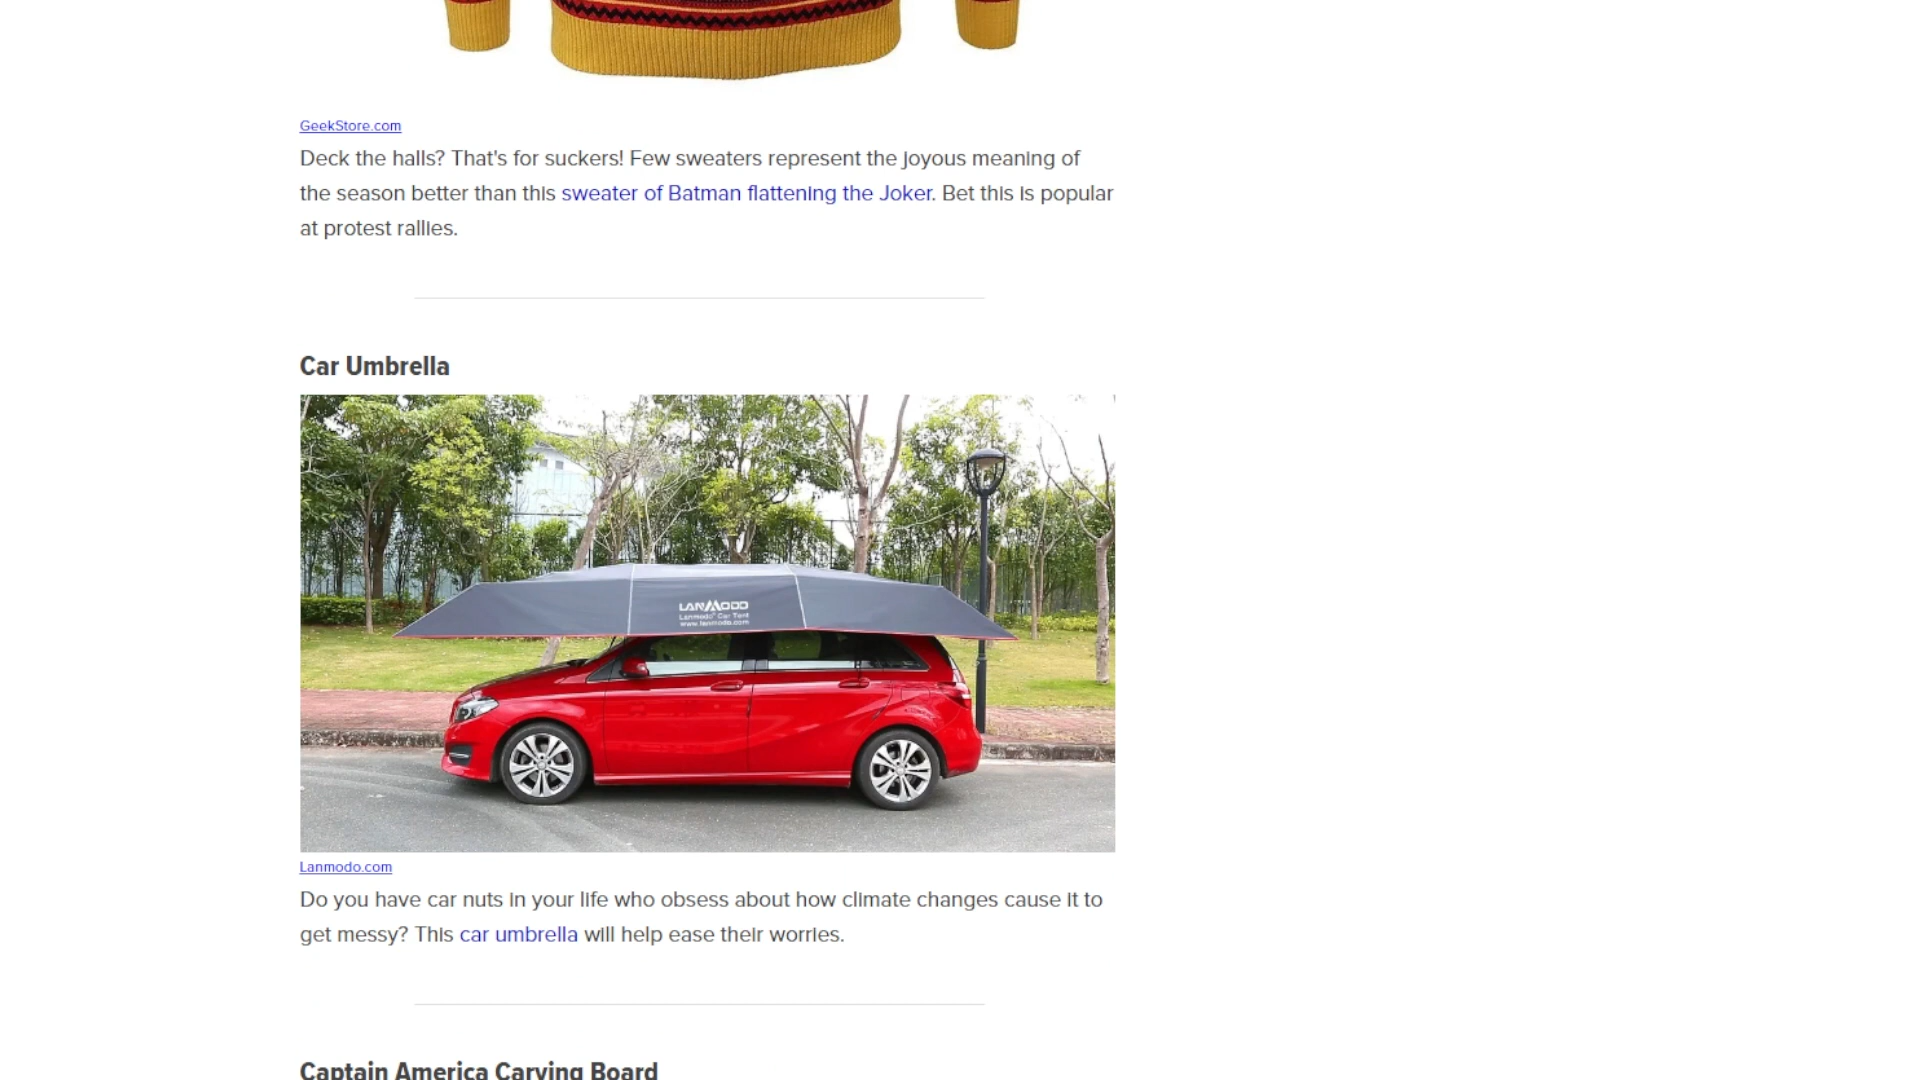 GeekStore.com
Deck the halls? That's for suckers! Few sweaters represent the joyous meaning of
the season better than this sweater of Batman flattening the Joker. Bet this is popular
at protest rallies.
Car Umbrella
LANMODO
Lanmodo® Car Tent
www.lanmodo.com
Lanmodo.com
Do you have car nuts in your life who obsess about how climate changes cause it to
get messy? This car umbrella will help ease their worries.
Captain America Carving Board